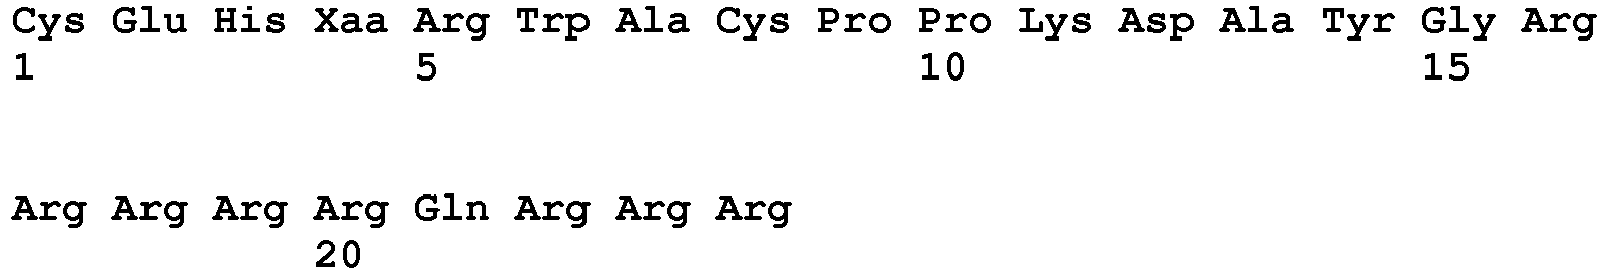 Cys Glu His Xaa Arg Trp Ala Cys Pro Pro Lys Asp Ala Tyr Gly Arg
1 5 10 15
Arg Arg Arg Arg Gln Arg Arg Arg
20